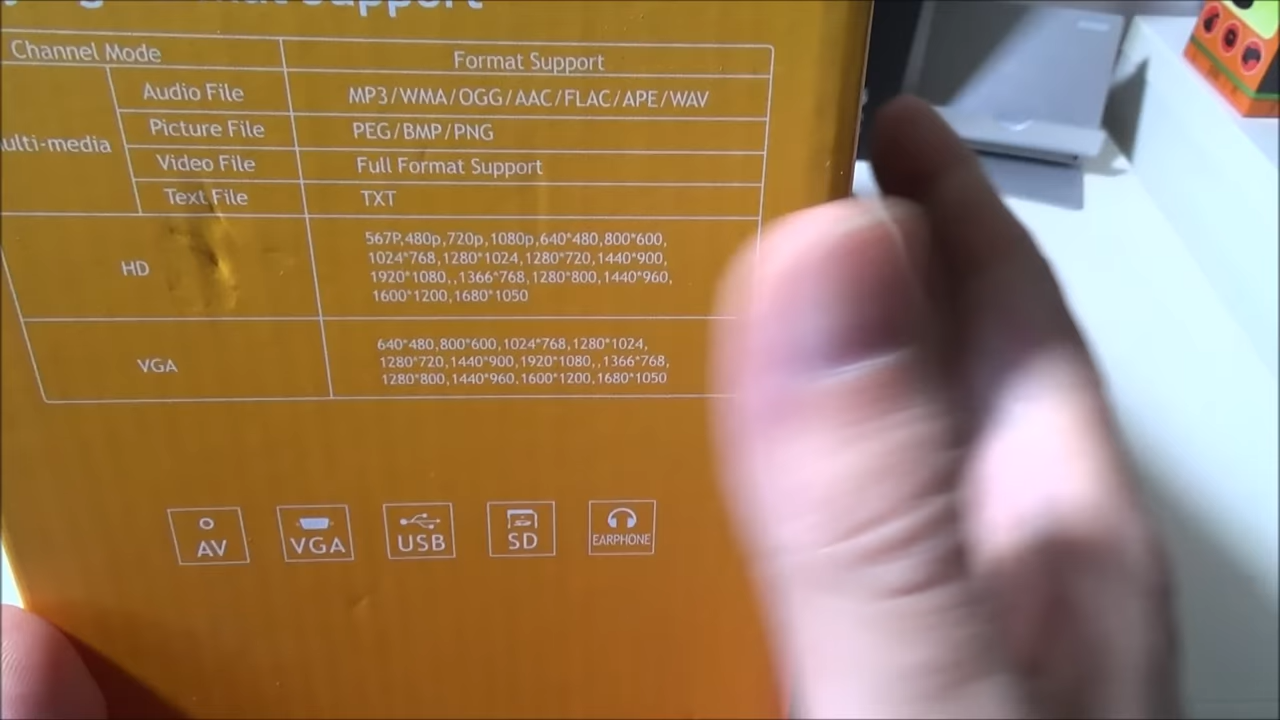 Support
Channel Mode Format Support
Audio File MP3/WMA/OGG/AAC/FLAC/APE/WAV
Picture File PEG/BMP/PNG
ulti-media
Video File Full Format Support
Text File TXT
HD
567P,480p,720p,1080p,640*480,800*600,
1024*768,1280*1024,1280*720,1440*900,
1920*1080,,1366*768,1280*800,1440*960,
1600*1200,1680*1050
VGA
640*480,800*600,1024*768,1280*1024,
1280*720,1440*900,1920*1080,,1366*768,
1280*800,1440*960,1600*1200,1680*1050
AV VGA USB SD EARPHONE